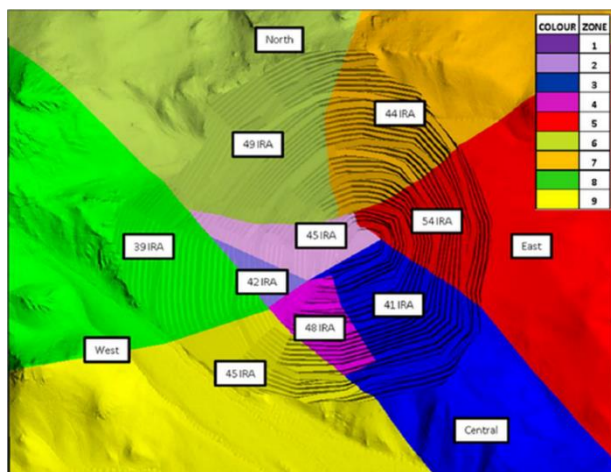 North
COLOUR ZONE
1
2
3
4
5
6
7
8
9
44 IRA
49 IRA
54 IRA
45 IRA
39 IRA
East
42 IRA
41 IRA
48 IRA
West
45 IRA
Central